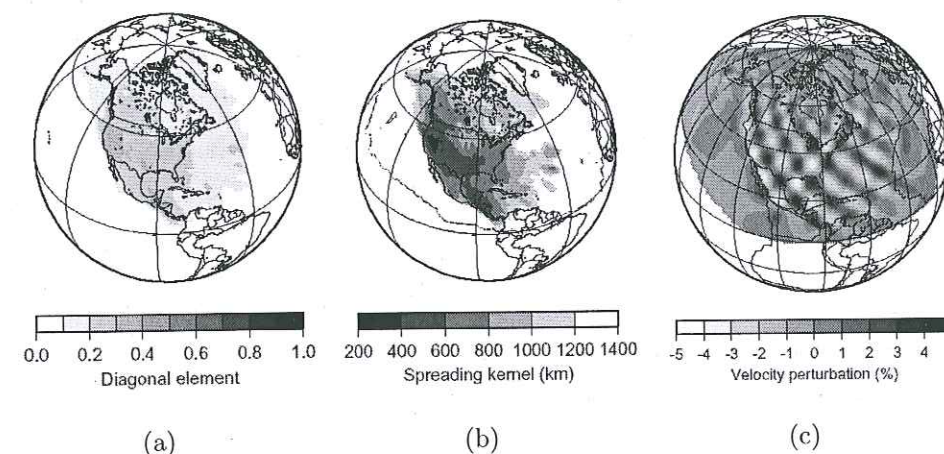 0.0 0.2 0.4 0.6 0.8 1.0
Diagonal element
(a)
200 400 600 800 1000 1200 1400
Spreading kernel (km)
(b)
-5 -4 -3 -2 -1 0 1 2 3 4
Velocity perturbation (%)
(c)